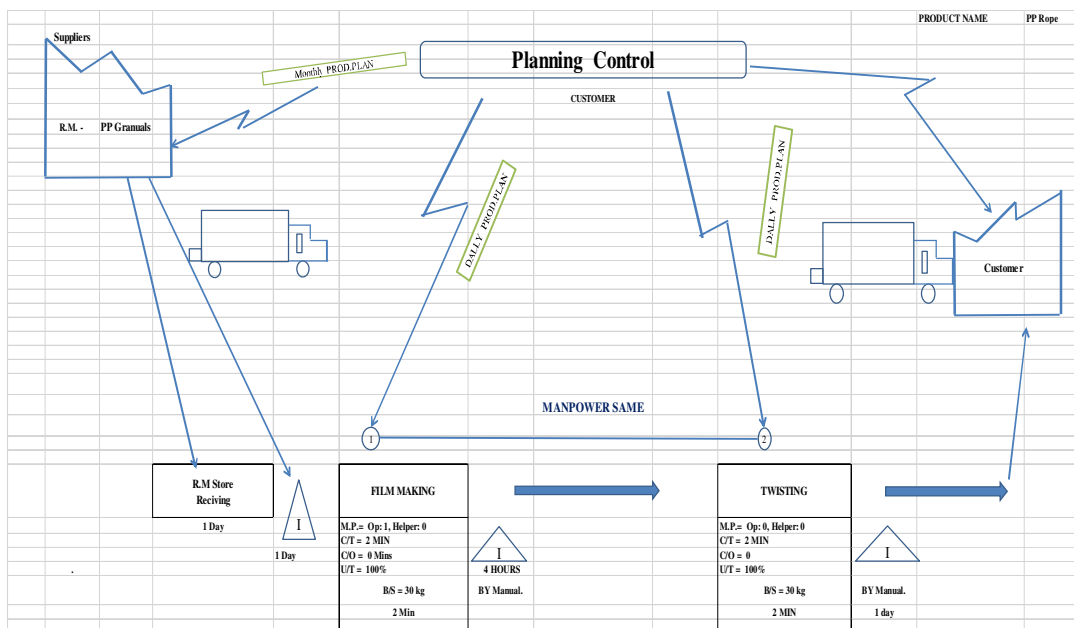 PRODUCT NAME PP Rope
Suppliers
Monthly PROD.PLAN
Planning Control
CUSTOMER
R.M. - PP Granuals
DALLY PROD.PLAN
DALLY PROD.PLAN
Customer
MANPOWER SAME
1
2
R.M Store
Reciving
1 Day
I
1 Day
FILM MAKING
M.P.= Op: 1, Helper: 0
C/T = 2 MIN
C/O = 0 Mins
U/T = 100%
B/S = 30 kg
2 Min
I
4 HOURS
BY Manual.
TWISTING
M.P.= Op: 0, Helper: 0
C/T = 2 MIN
C/O = 0
U/T = 100%
B/S = 30 kg
2 MIN
I
BY Manual.
1 day
.